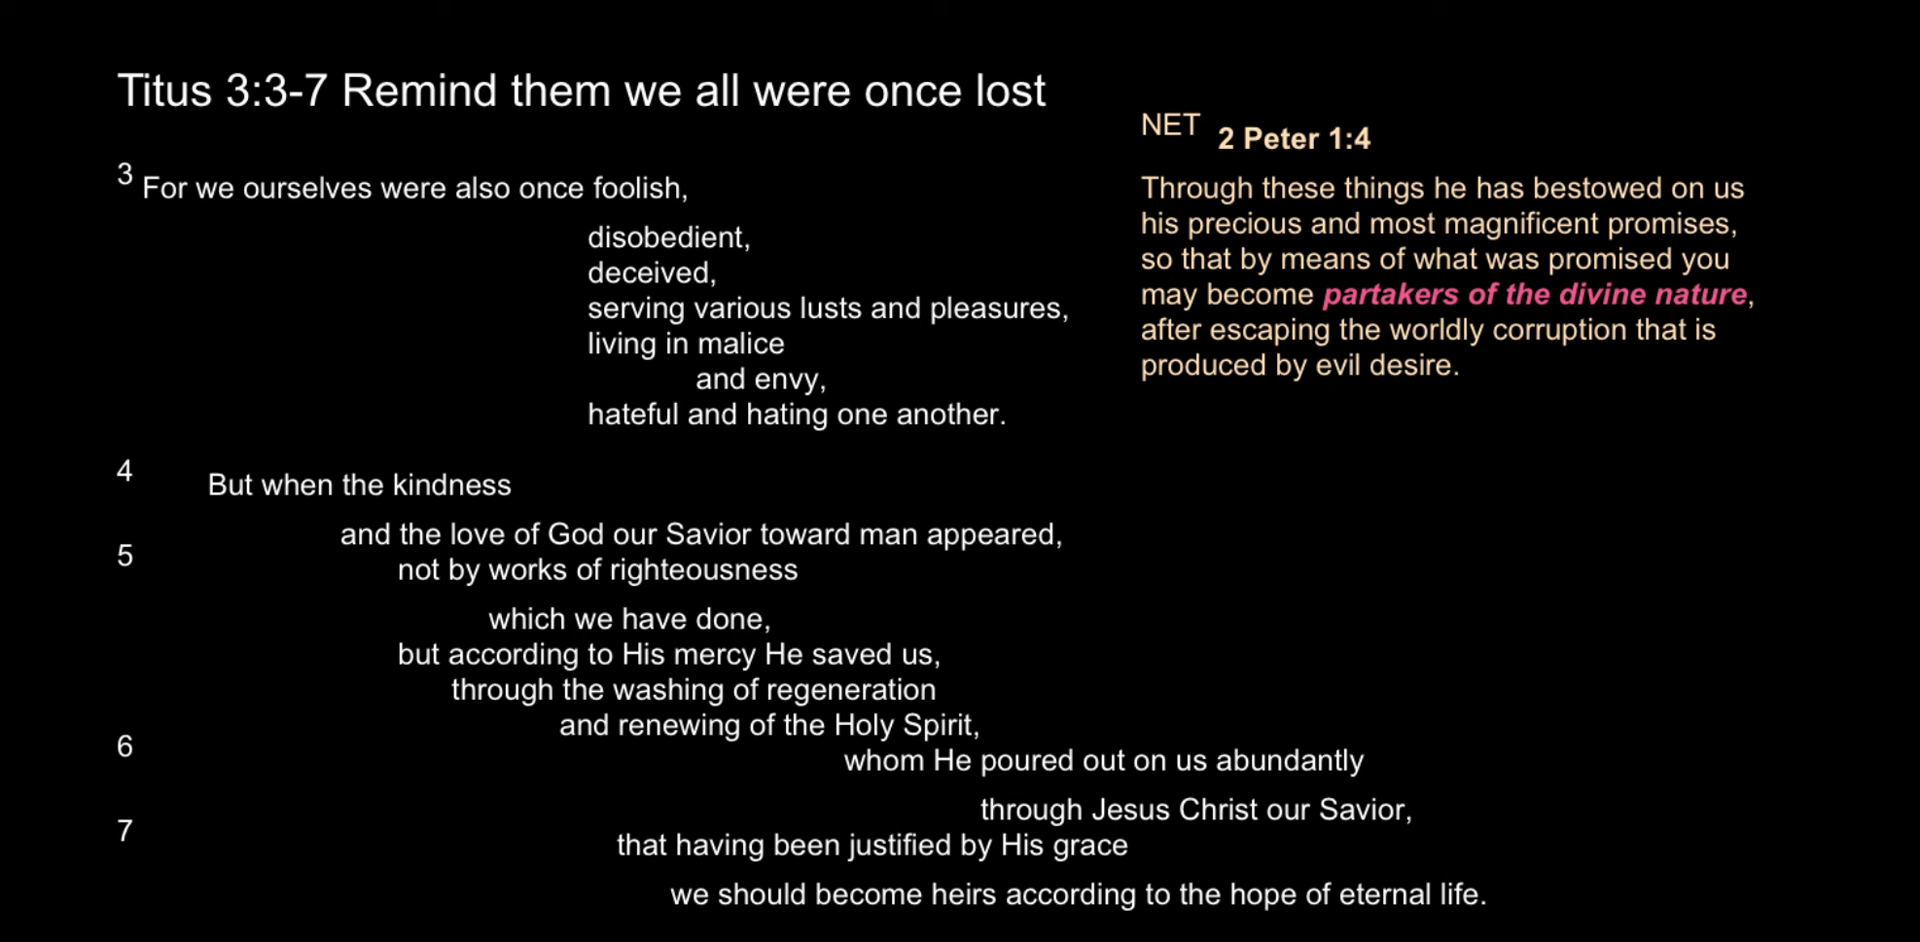 Titus 3:3-7 Remind them we all were once lost
3 For we ourselves were also once foolish,
disobedient,
deceived,
serving various lusts and pleasures,
living in malice
and envy,
hateful and hating one another.
4 But when the kindness
and the love of God our Savior toward man appeared,
5 not by works of righteousness
which we have done,
but according to His mercy He saved us,
through the washing of regeneration
and renewing of the Holy Spirit,
6 whom He poured out on us abundantly
through Jesus Christ our Savior,
7 that having been justified by His grace
we should become heirs according to the hope of eternal life.
NET 2 Peter 1:4
Through these things he has bestowed on us
his precious and most magnificent promises,
so that by means of what was promised you
may become partakers of the divine nature,
after escaping the worldly corruption that is
produced by evil desire.